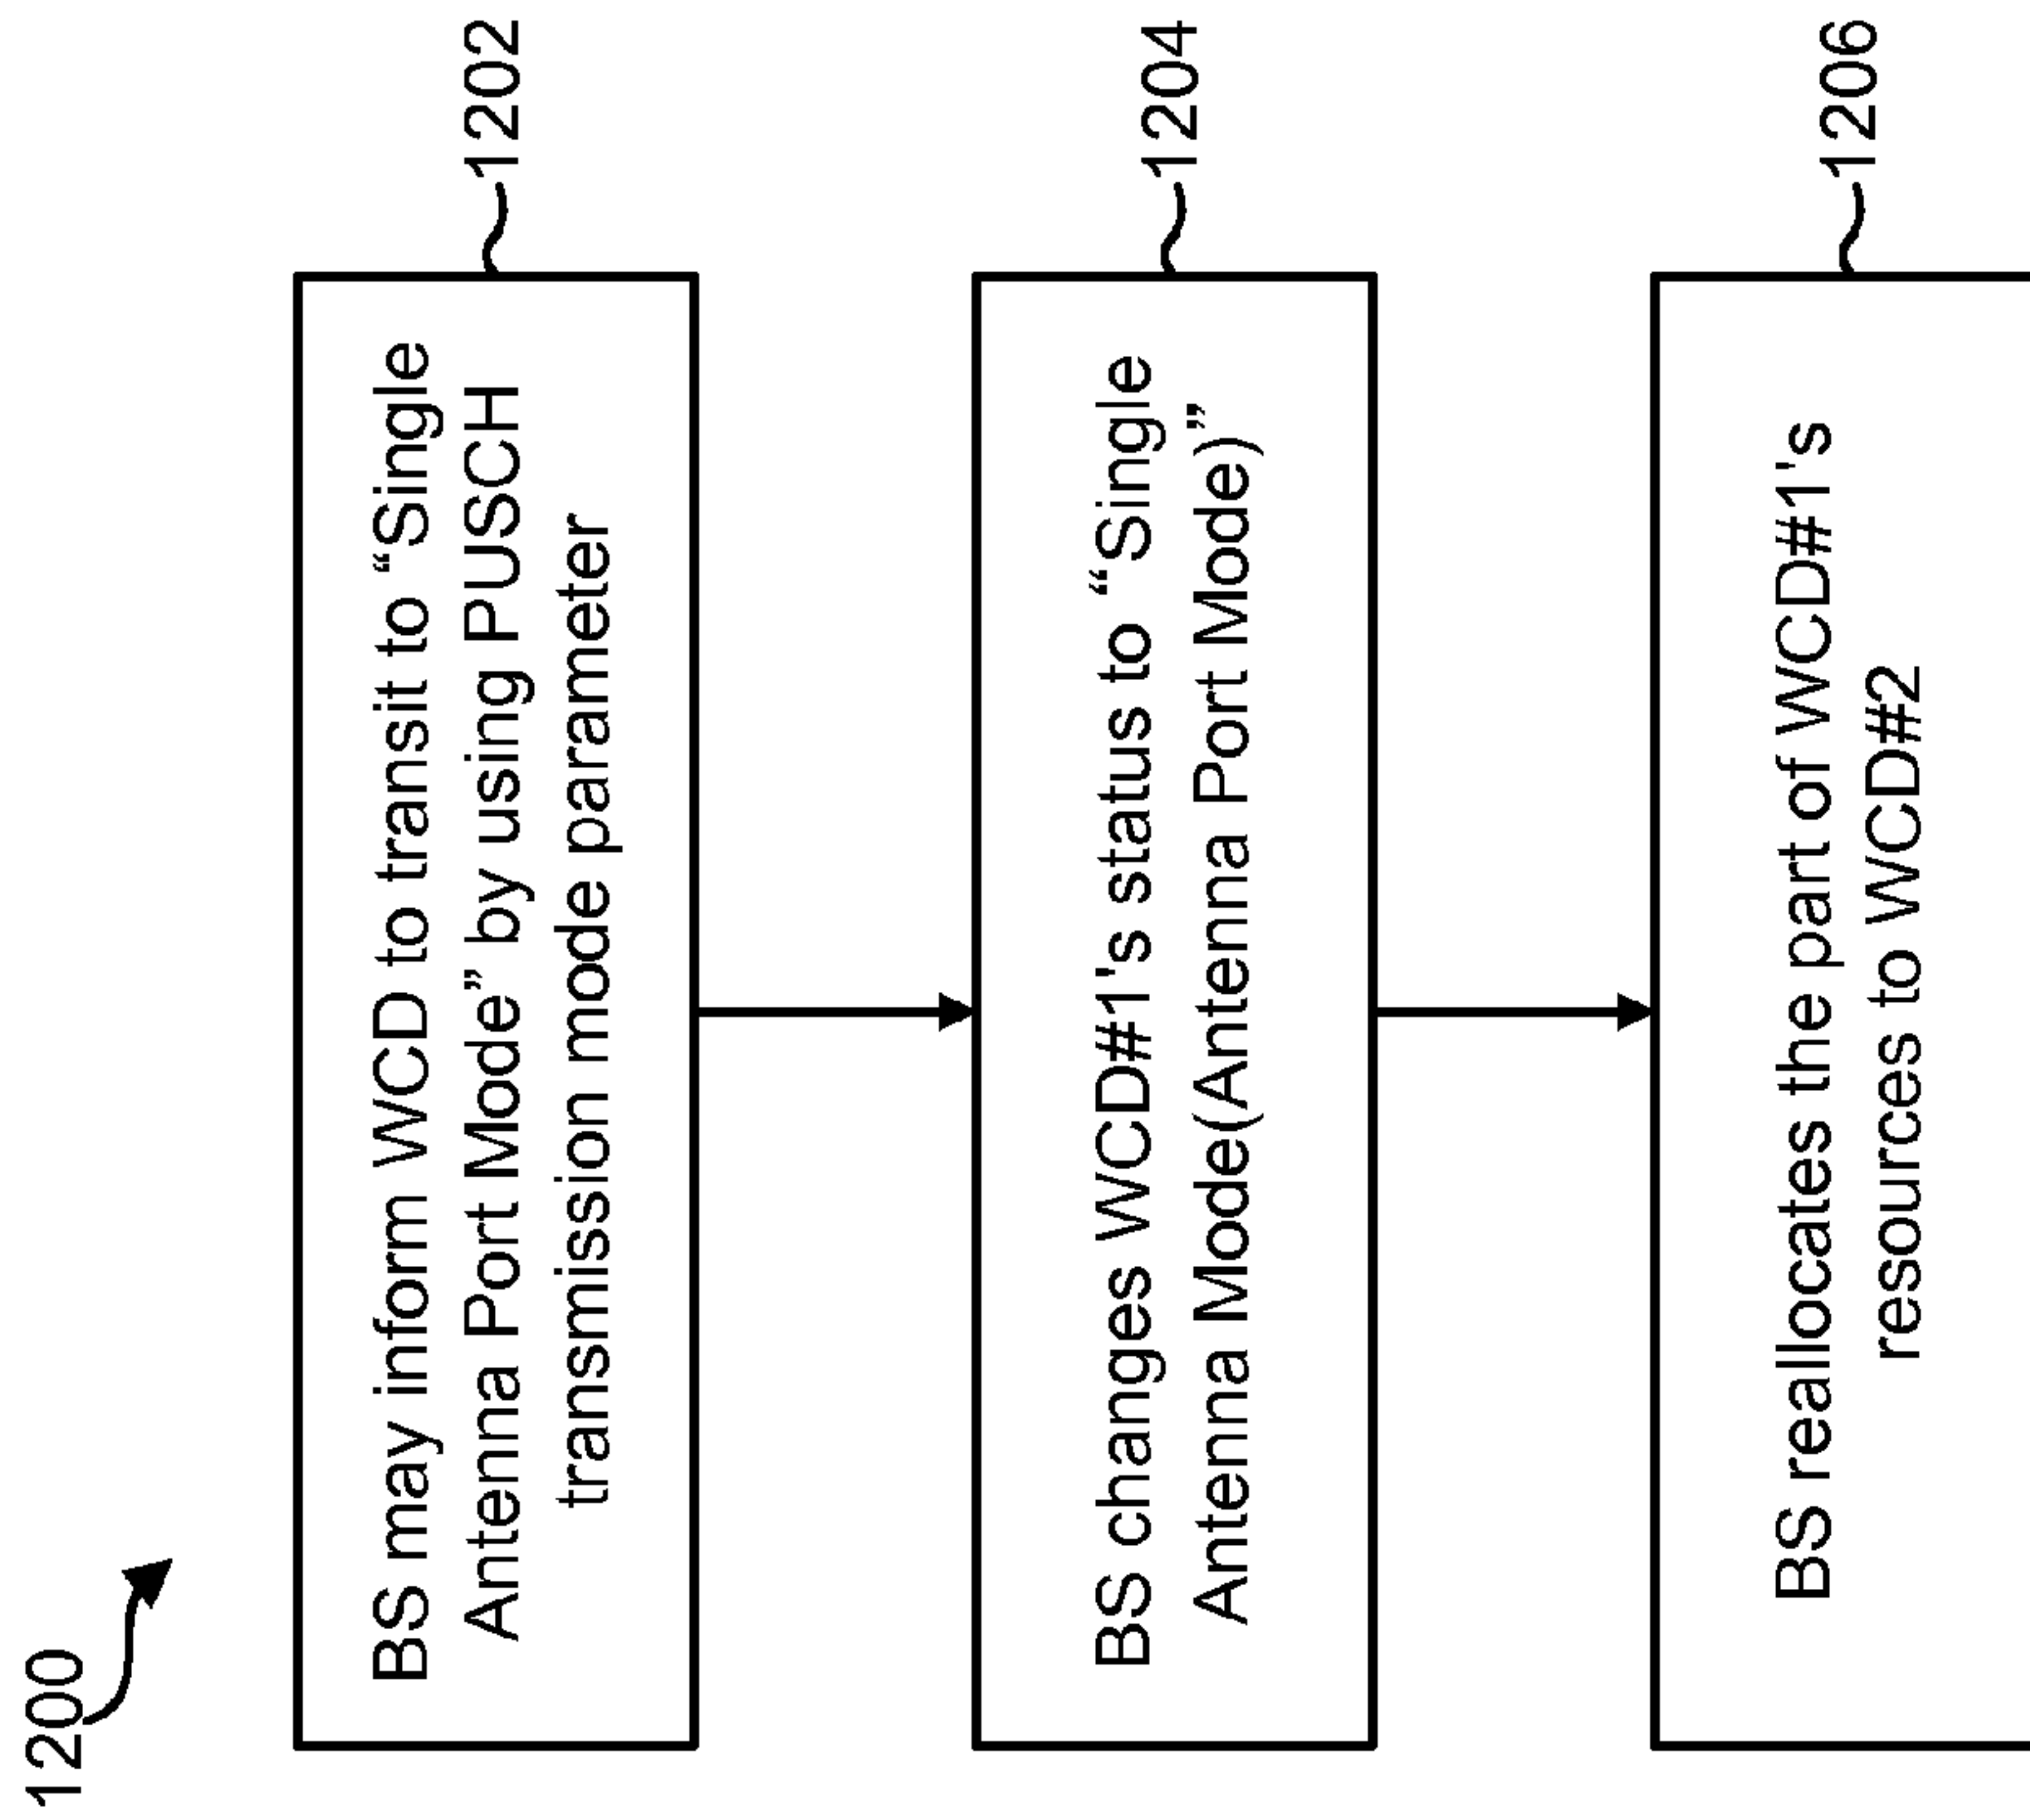 1200
BS may inform WCD to transit to “Single
Antenna Port Mode” by using PUSCH
transmission mode parameter
1202
BS changes WCD#1's status to “Single
Antenna Mode(Antenna Port Mode)”
1204
BS reallocates the part of WCD#1's
resources to WCD#2
1206